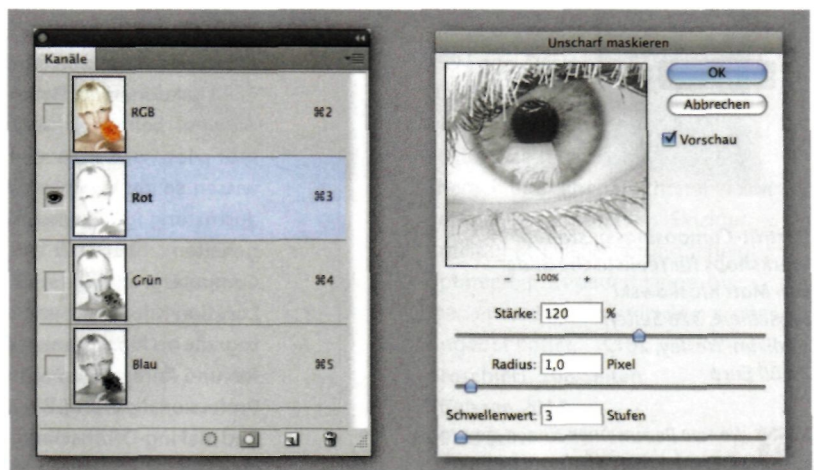 Kanäle
RGB ⌘2
Rot ⌘3
Grün ⌘4
Blau ⌘5
Unscharf maskieren
OK
Abbrechen
Vorschau
100%
Stärke: 120 %
Radius: 1,0 Pixel
Schwellenwert: 3 Stufen